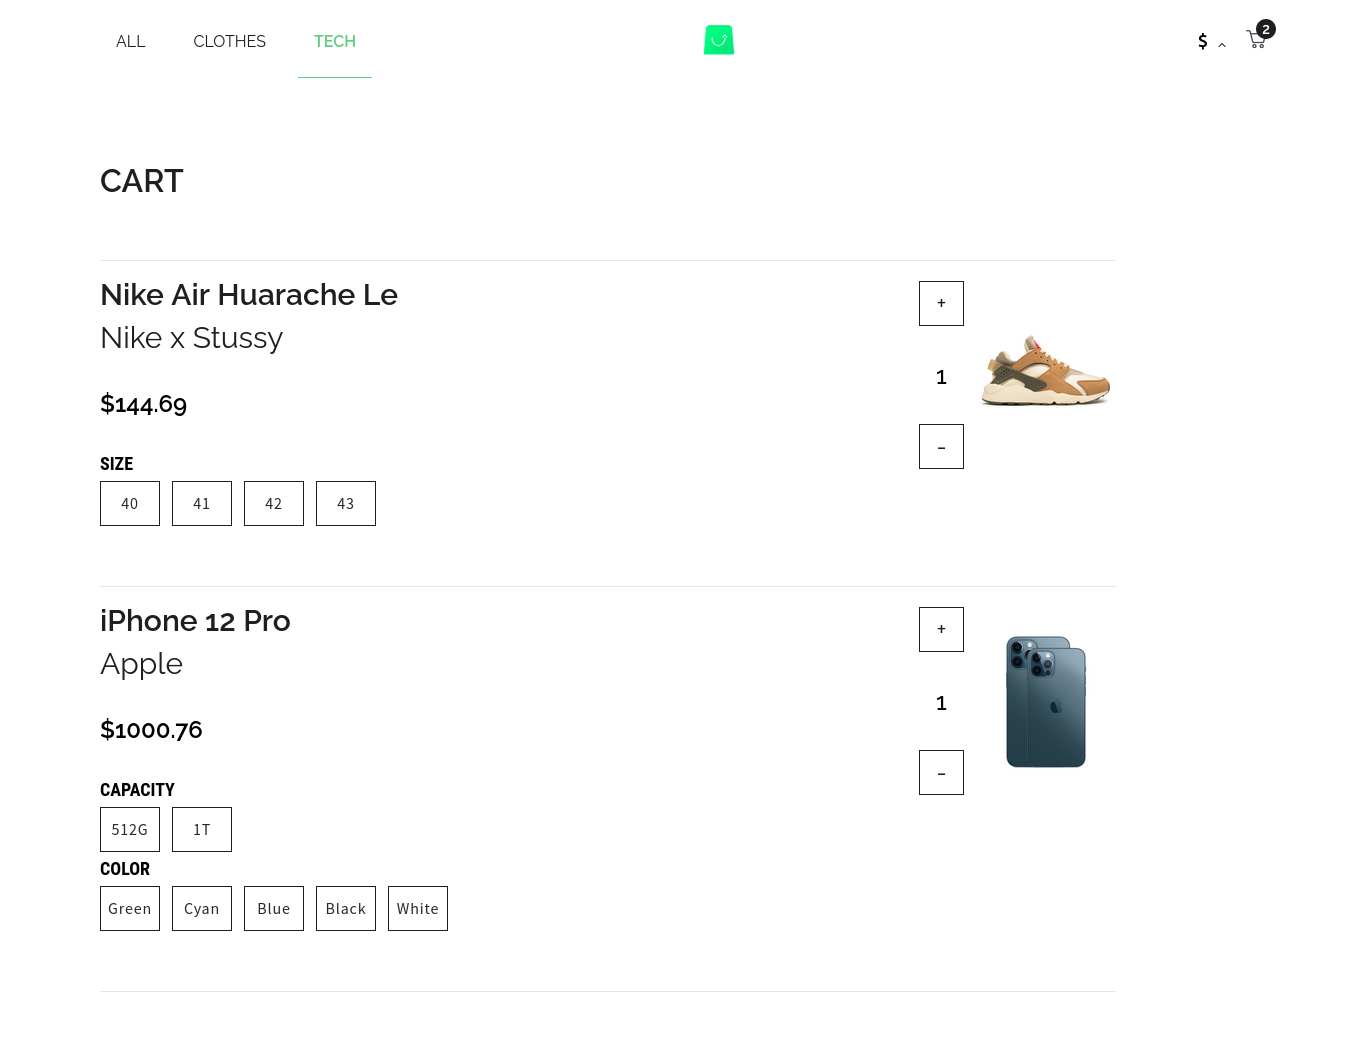 ALL CLOTHES TECH $ 2
CART
Nike Air Huarache Le
+
Nike x Stussy
1
$144.69
-
SIZE
40 41 42 43
iPhone 12 Pro
+
Apple
1
$1000.76
-
CAPACITY
512G 1T
COLOR
Green Cyan Blue Black White